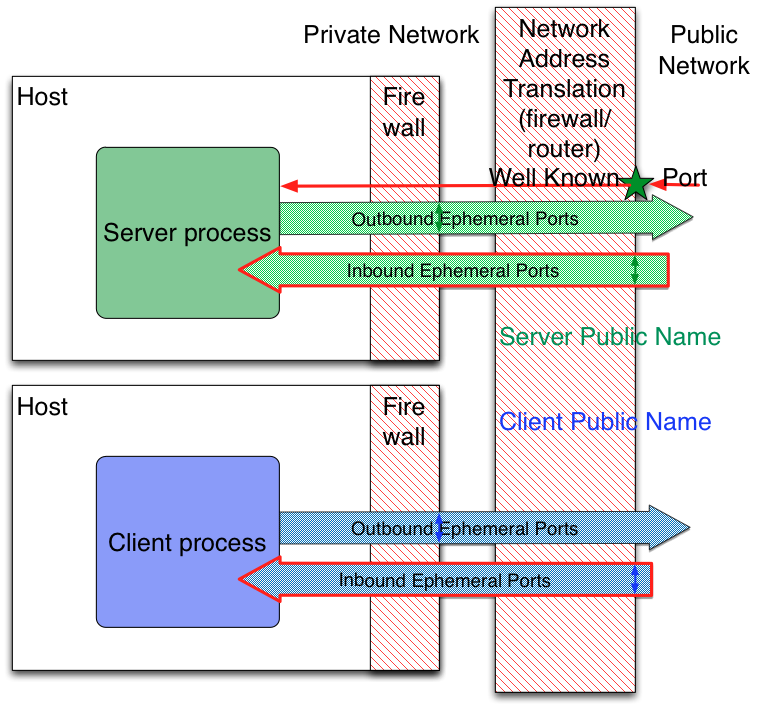 Private Network
Network
Address
Translation
(firewall/
router)
Public
Network
Host
Fire
wall
Well Known
Port
Server process
Outbound Ephemeral Ports
Inbound Ephemeral Ports
Server Public Name
Host
Fire
wall
Client Public Name
Client process
Outbound Ephemeral Ports
Inbound Ephemeral Ports